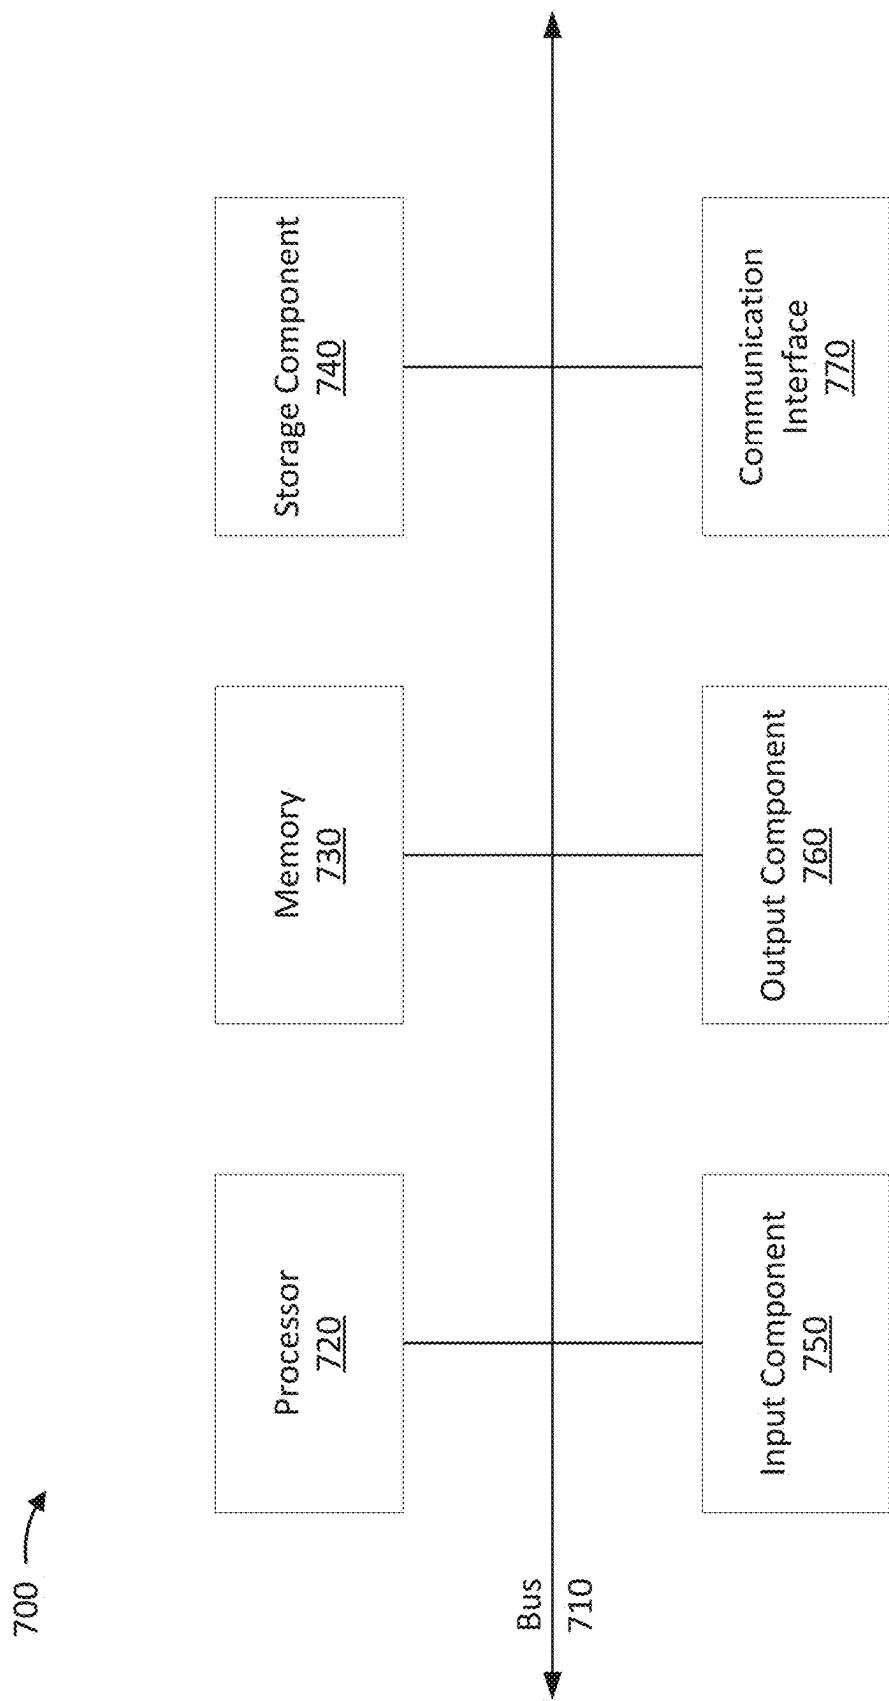 700
Processor
720
Memory
730
Storage Component
740
Bus
710
Input Component
750
Output Component
760
Communication
Interface
770